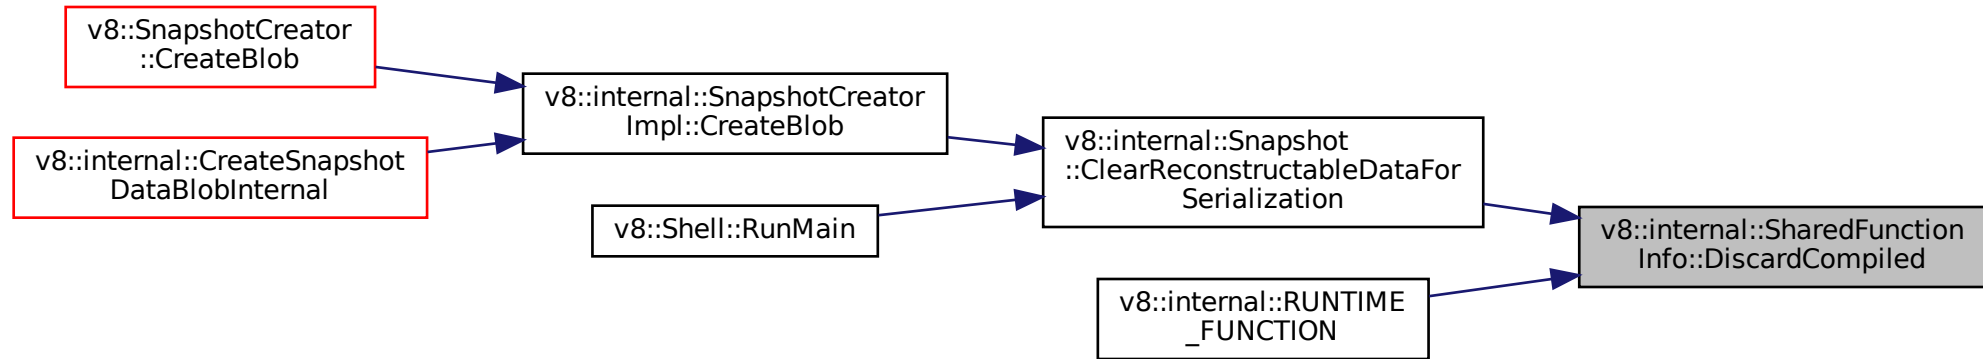 v8::SnapshotCreator
::CreateBlob
v8::internal::CreateSnapshot
DataBlobInternal
v8::internal::SnapshotCreator
Impl::CreateBlob
v8::Shell::RunMain
v8::internal::Snapshot
::ClearReconstructableDataFor
Serialization
v8::internal::RUNTIME
_FUNCTION
v8::internal::SharedFunction
Info::DiscardCompiled